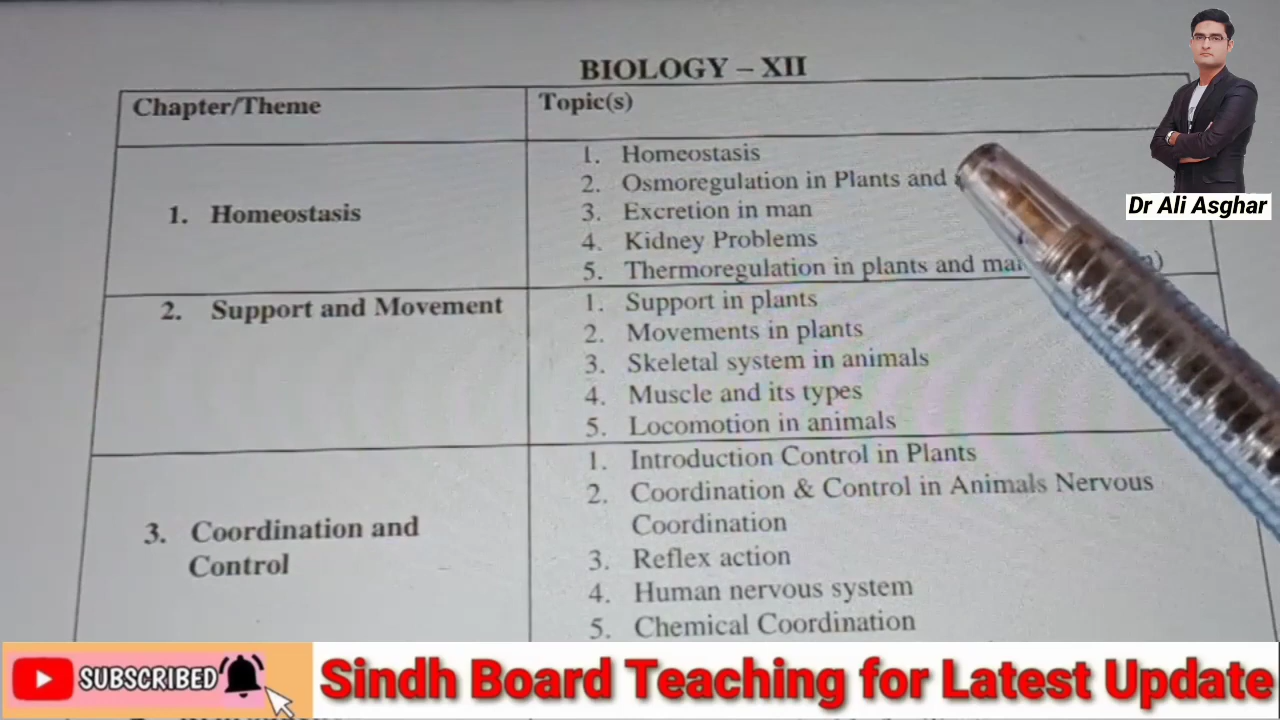 BIOLOGY – XII
Chapter/Theme
Topic(s)
1. Homeostasis
1. Homeostasis
2. Osmoregulation in Plants and
3. Excretion in man
4. Kidney Problems
5. Thermoregulation in plants and
2. Support and Movement
1. Support in plants
2. Movements in plants
3. Skeletal system in animals
4. Muscle and its types
5. Locomotion in animals
3. Coordination and
Control
1. Introduction Control in Plants
2. Coordination & Control in Animals Nervous
Coordination
3. Reflex action
4. Human nervous system
5. Chemical Coordination
Dr Ali Asghar
SUBSCRIBED
Sindh Board Teaching for Latest Update